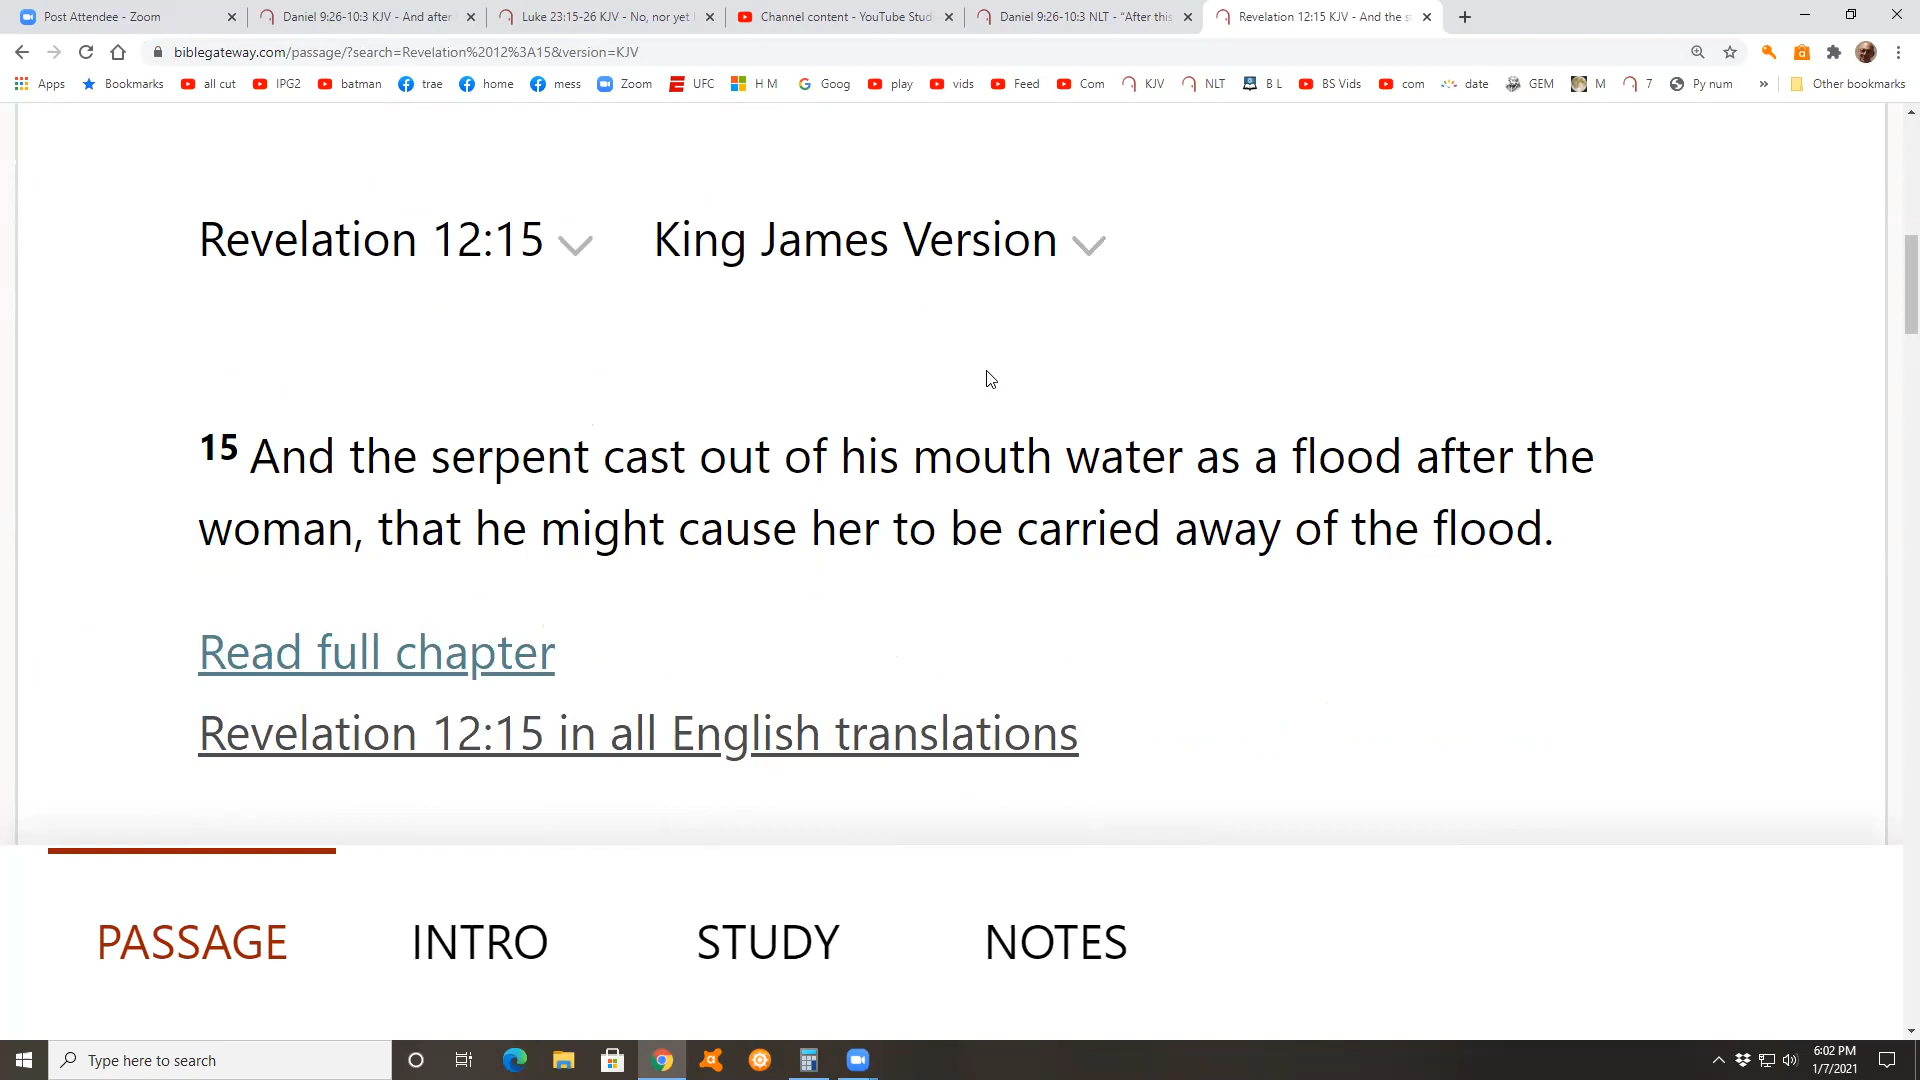 Post Attendee - Zoom
Daniel 9:26-10:3 KJV - And after
Luke 23:15-26 KJV - No, nor yet
Channel content - YouTube Stud
Daniel 9:26-10:3 NLT - “After this
Revelation 12:15 KJV - And the s
biblegateway.com/passage/?search=Revelation%2012%3A15&version=KJV
Apps Bookmarks all cut IPG2 batman trae home mess Zoom UFC H M Goog play vids Feed Com KJV NLT B L BS Vids com date GEM M 7 Py num » Other bookmarks
Revelation 12:15 King James Version
15 And the serpent cast out of his mouth water as a flood after the
woman, that he might cause her to be carried away of the flood.
Read full chapter
Revelation 12:15 in all English translations
PASSAGE INTRO STUDY NOTES
Type here to search
6:02 PM
1/7/2021